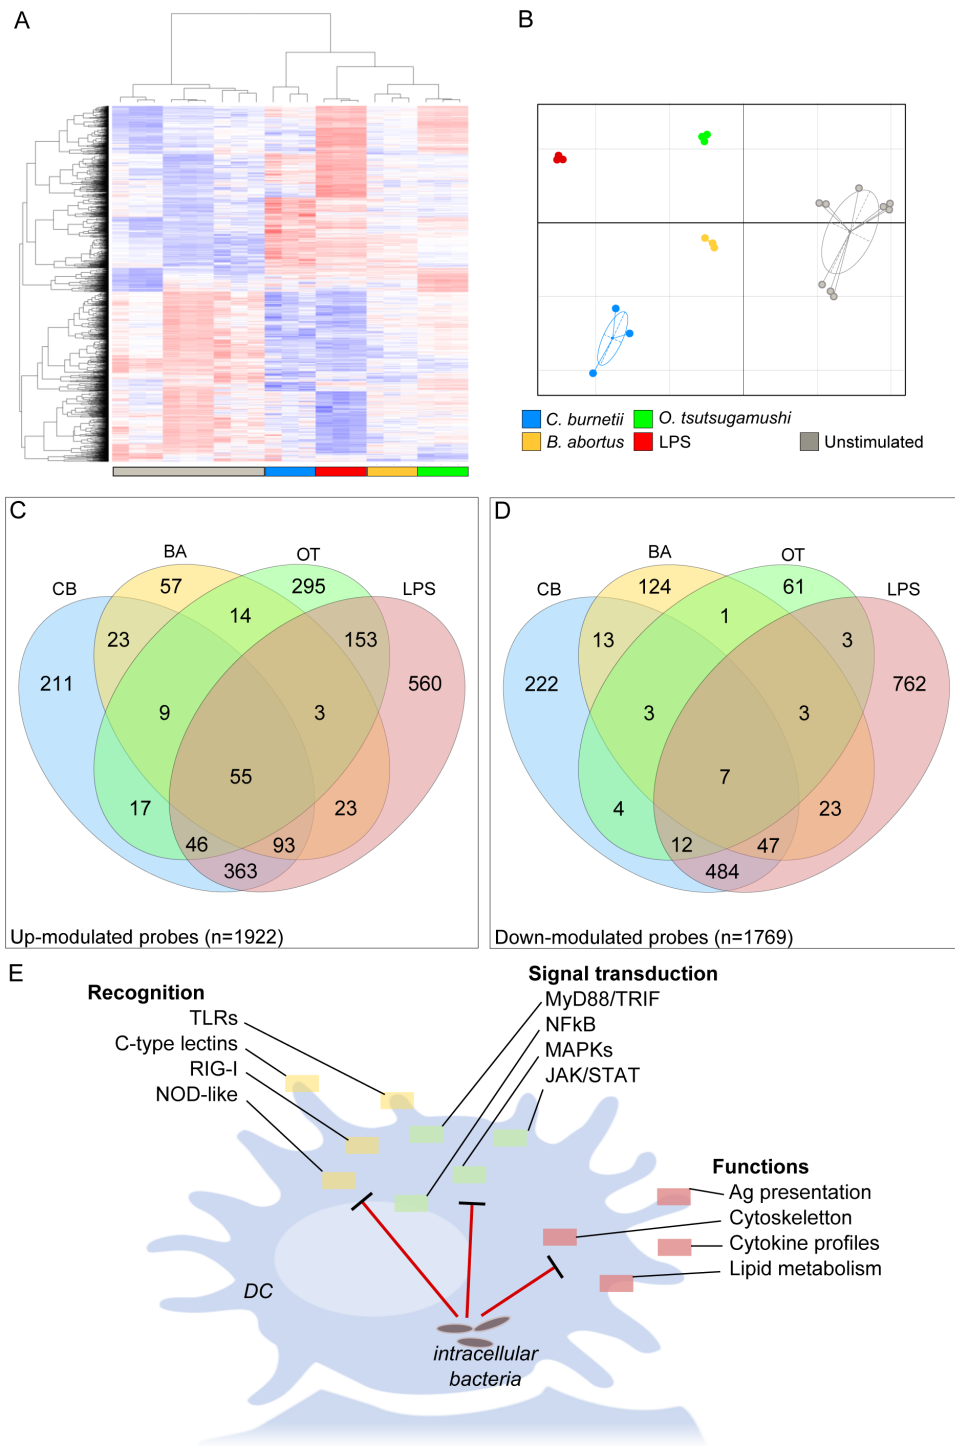 A
B
C. burnetii
O. tsutsugamushi
B. abortus
LPS
Unstimulated
C
CB
BA
OT
LPS
57
295
14
23
153
211
560
9
3
55
17
23
46
93
363
Up-modulated probes (n=1922)
D
CB
BA
OT
LPS
124
61
1
13
3
222
762
3
3
7
4
23
12
47
484
Down-modulated probes (n=1769)
E
Recognition
TLRs
C-type lectins
RIG-I
NOD-like
Signal transduction
MyD88/TRIF
NFkB
MAPKs
JAK/STAT
Functions
Ag presentation
Cytoskeletton
Cytokine profiles
Lipid metabolism
DC
intracellular
bacteria